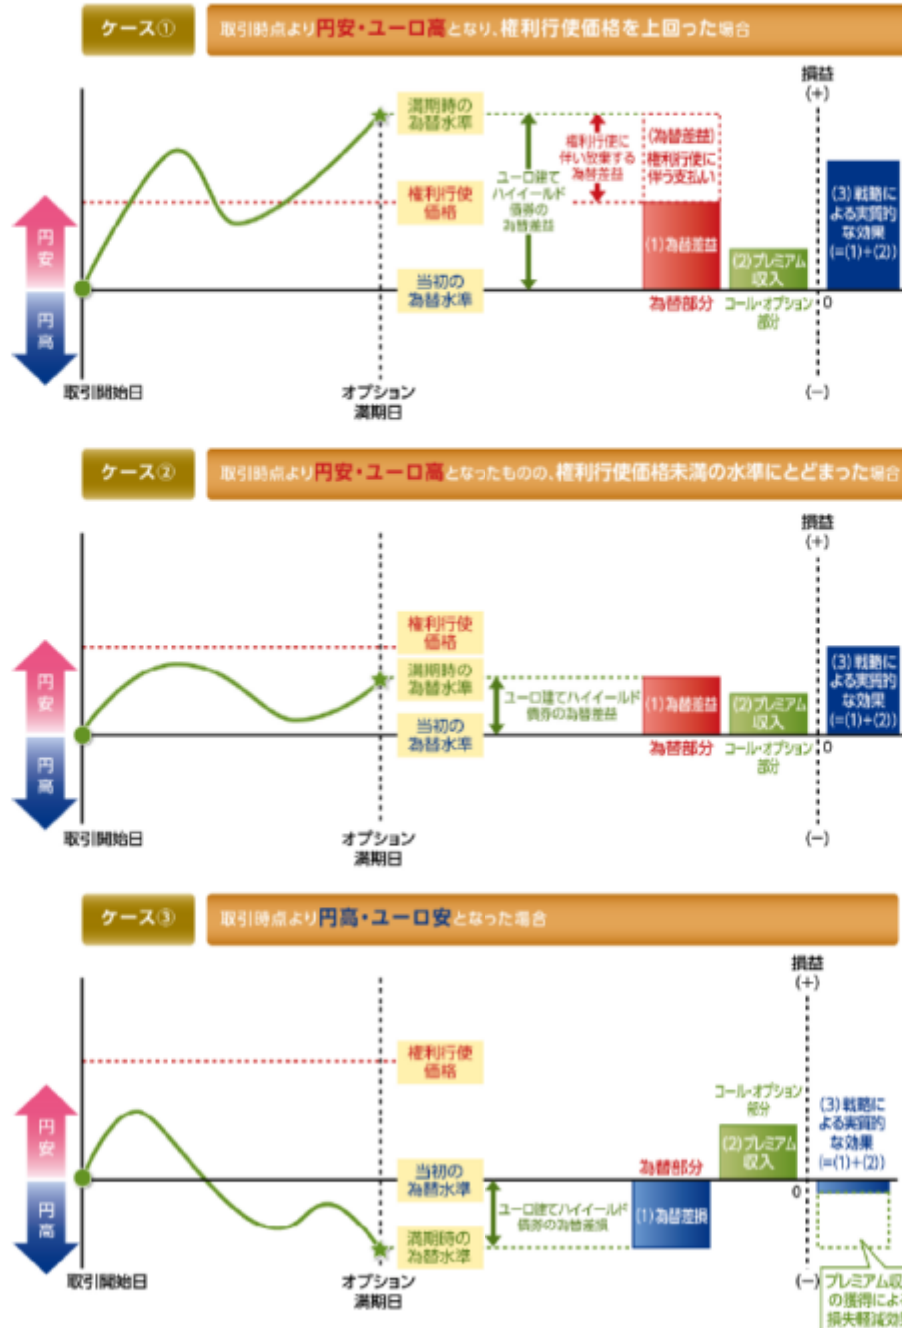 ケース①
取引時点より円安・ユーロ高となり、権利行使価格を上回った場合
損益
(+)
満期時の
為替水準
権利行使に
伴い放棄する
為替差益
(為替差益)
権利行使に
伴う支払い
ユーロ建て
ハイイールド
債券の
為替差益
権利行使
価格
円安
(1)為替差益
(2)プレミアム
収入
(3)戦略に
よる実質的
な効果
(=(1)+(2))
当初の
為替水準
円高
為替部分
コール・オプション
部分
0
取引開始日
オプション
満期日
(−)
ケース②
取引時点より円安・ユーロ高となったものの、権利行使価格未満の水準にとどまった場合
損益
(+)
権利行使
価格
円安
満期時の
為替水準
ユーロ建てハイイールド
債券の為替差益
(1)為替差益
(2)プレミアム
収入
(3)戦略に
よる実質的
な効果
(=(1)+(2))
当初の
為替水準
円高
為替部分
コール・オプション
部分
0
取引開始日
オプション
満期日
(−)
ケース③
取引時点より円高・ユーロ安となった場合
損益
(+)
権利行使
価格
円安
コール・オプション
部分
(2)プレミアム
収入
(3)戦略に
よる実質的
な効果
(=(1)+(2))
当初の
為替水準
為替部分
0
円高
ユーロ建てハイイールド
債券の為替差損
(1)為替差損
満期時の
為替水準
取引開始日
オプション
満期日
(−)
プレミアム収
の獲得によ
損失軽減効